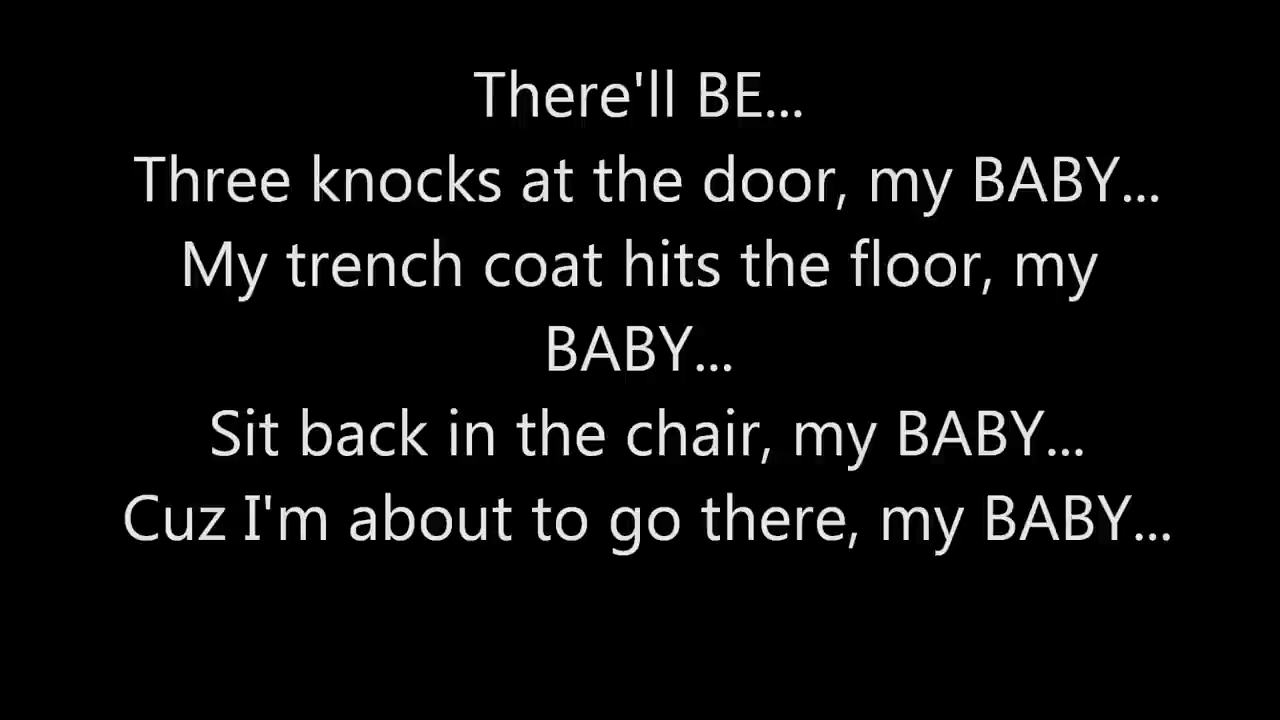 There'll BE...
Three knocks at the door, my BABY...
My trench coat hits the floor, my
BABY...
Sit back in the chair, my BABY...
Cuz I'm about to go there, my BABY...